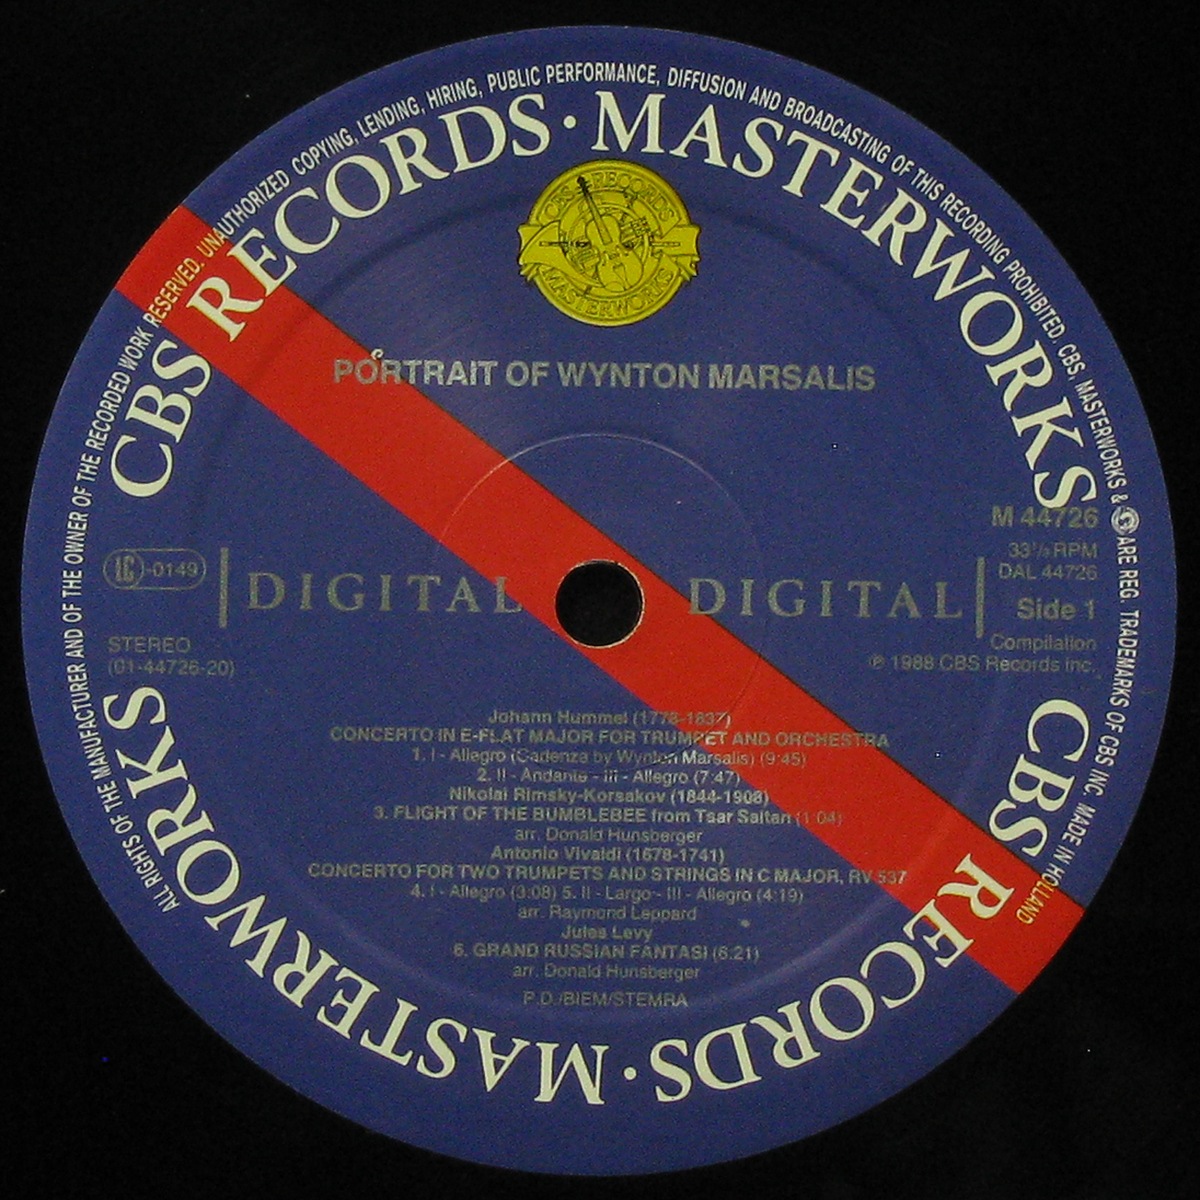 ALL RIGHTS OF THE MANUFACTURER AND OF THE OWNER OF THE RECORDED WORK RESERVED. UNAUTHORIZED COPYING, LENDING, HIRING, PUBLIC PERFORMANCE, DIFFUSION AND BROADCASTING OF THIS RECORDING PROHIBITED. CBS, MASTERWORKS & ARE REG. TRADEMARKS OF CBS INC. MADE IN HOLLAND
CBS RECORDS · MASTERWORKS
CBS RECORDS
MASTERWORKS
PORTRAIT OF WYNTON MARSALIS
M 44726
33⅓ RPM
DAL 44726
LC-0149
DIGITAL DIGITAL
Side 1
STEREO
(01-44726-20)
Compilation
℗ 1988 CBS Records Inc.
Johann Hummel (1778-1837)
CONCERTO IN E-FLAT MAJOR FOR TRUMPET AND ORCHESTRA
1. I - Allegro (Cadenza by Wynton Marsalis) (9:45)
2. II - Andante - III - Allegro (7:47)
Nikolai Rimsky-Korsakov (1844-1908)
3. FLIGHT OF THE BUMBLEBEE from Tsar Saltan (1:04)
arr. Donald Hunsberger
Antonio Vivaldi (1678-1741)
CONCERTO FOR TWO TRUMPETS AND STRINGS IN C MAJOR, RV 537
4. I - Allegro (3:08) 5. II - Largo - III - Allegro (4:19)
arr. Raymond Leppard
Jules Levy
6. GRAND RUSSIAN FANTASI (6:21)
arr. Donald Hunsberger
P.D./BIEM/STEMRA
CBS RECORDS · MASTERWORKS